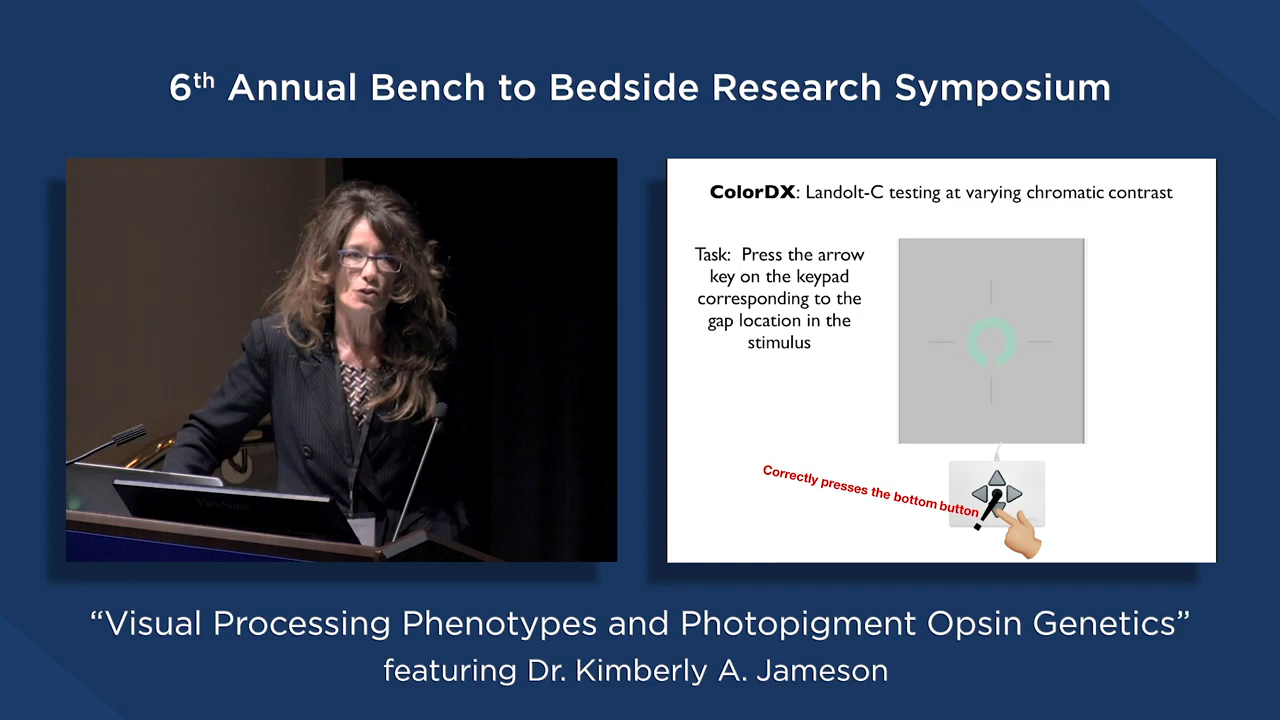 6th Annual Bench to Bedside Research Symposium
ViewSonic
ColorDX: Landolt-C testing at varying chromatic contrast
Task: Press the arrow
key on the keypad
corresponding to the
gap location in the
stimulus
Correctly presses the bottom button
“Visual Processing Phenotypes and Photopigment Opsin Genetics”
featuring Dr. Kimberly A. Jameson